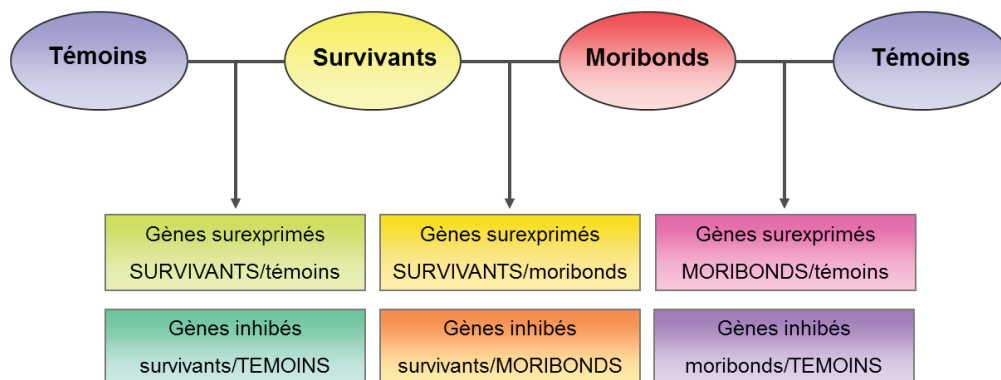 Témoins
Survivants
Moribonds
Témoins
Gènes surexprimés
SURVIVANTS/témoins
Gènes surexprimés
SURVIVANTS/moribonds
Gènes surexprimés
MORIBONDS/témoins
Gènes inhibés
survivants/TEMOINS
Gènes inhibés
survivants/MORIBONDS
Gènes inhibés
moribonds/TEMOINS